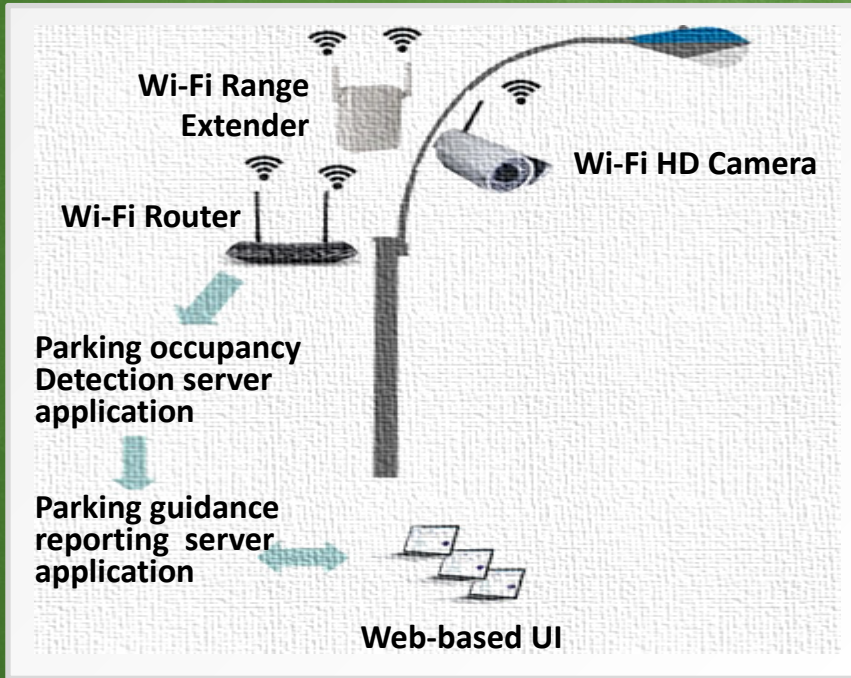 Wi-Fi Range
Extender
Wi-Fi HD Camera
Wi-Fi Router
Parking occupancy
Detection server
application
Parking guidance
reporting server
application
Web-based UI